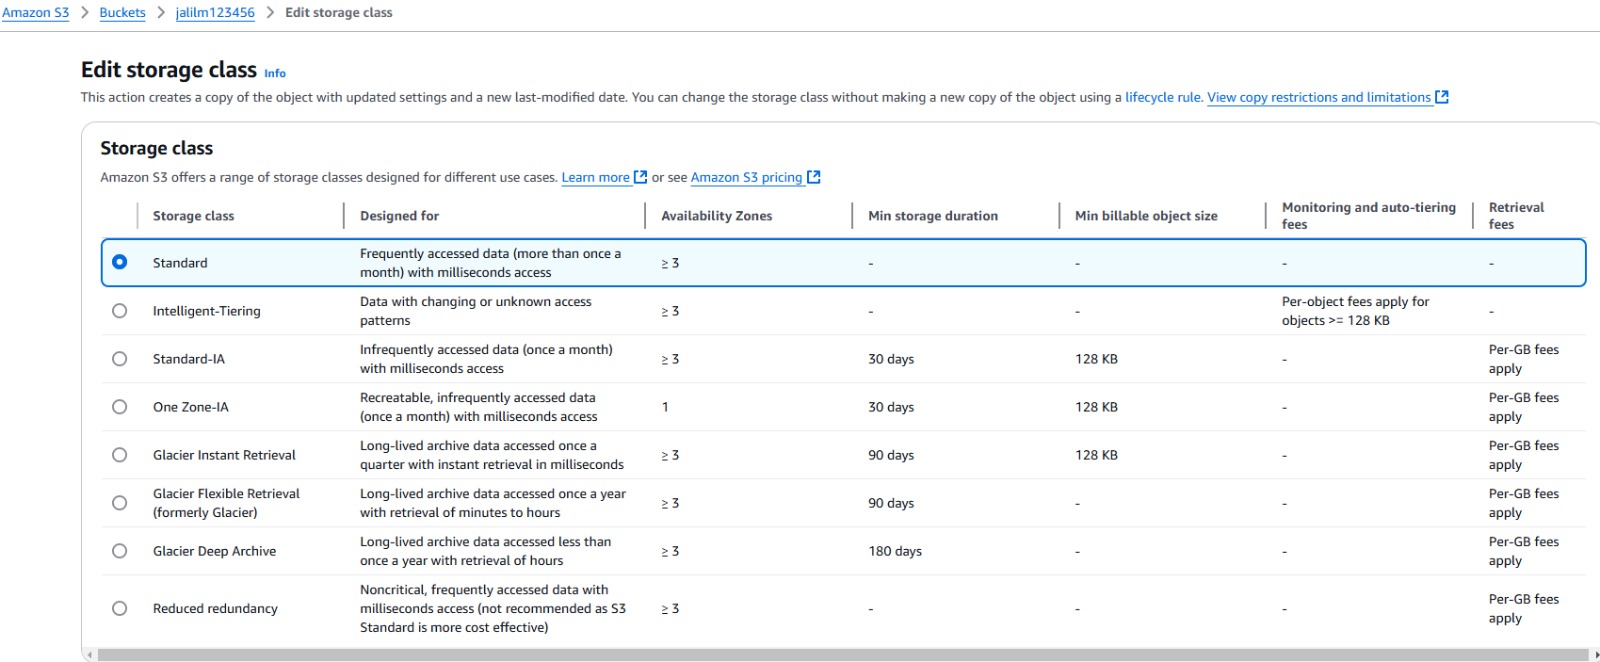 Amazon S3 > Buckets > jalilm123456 > Edit storage class
Edit storage class Info
This action creates a copy of the object with updated settings and a new last-modified date. You can change the storage class without making a new copy of the object using a lifecycle rule. View copy restrictions and limitations
Storage class
Amazon S3 offers a range of storage classes designed for different use cases. Learn more or see Amazon S3 pricing
Storage class Designed for Availability Zones Min storage duration Min billable object size Monitoring and auto-tiering fees Retrieval fees
Standard Frequently accessed data (more than once a month) with milliseconds access ≥ 3 - - - -
Intelligent-Tiering Data with changing or unknown access patterns ≥ 3 - - Per-object fees apply for objects >= 128 KB -
Standard-IA Infrequently accessed data (once a month) with milliseconds access ≥ 3 30 days 128 KB - Per-GB fees apply
One Zone-IA Recreatable, infrequently accessed data (once a month) with milliseconds access 1 30 days 128 KB - Per-GB fees apply
Glacier Instant Retrieval Long-lived archive data accessed once a quarter with instant retrieval in milliseconds ≥ 3 90 days 128 KB - Per-GB fees apply
Glacier Flexible Retrieval (formerly Glacier) Long-lived archive data accessed once a year with retrieval of minutes to hours ≥ 3 90 days - - Per-GB fees apply
Glacier Deep Archive Long-lived archive data accessed less than once a year with retrieval of hours ≥ 3 180 days - - Per-GB fees apply
Reduced redundancy Noncritical, frequently accessed data with milliseconds access (not recommended as S3 Standard is more cost effective) ≥ 3 - - - Per-GB fees apply